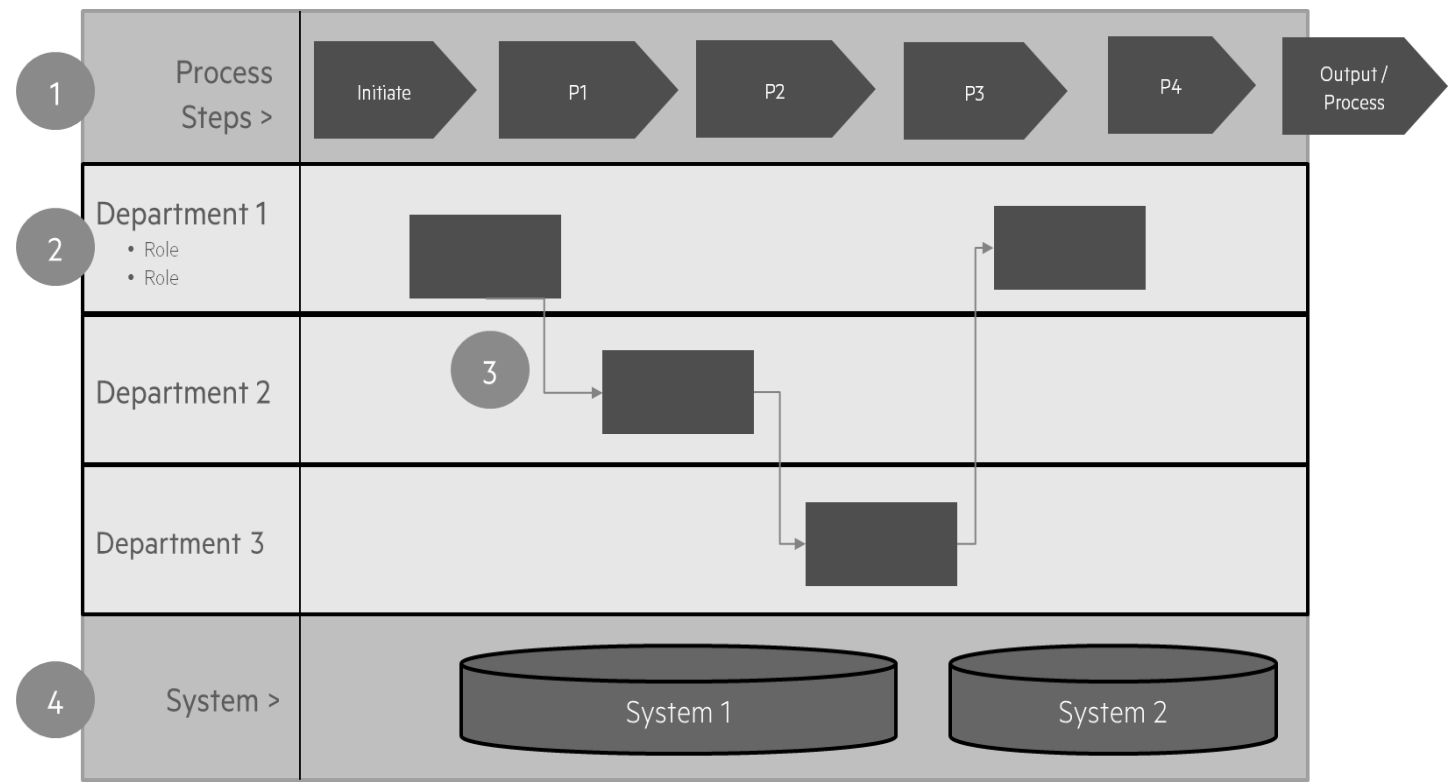 1
Process
Steps >
Initiate
P1
P2
P3
P4
Output /
Process
2
Department 1
• Role
• Role
3
Department 2
Department 3
4
System >
System 1
System 2